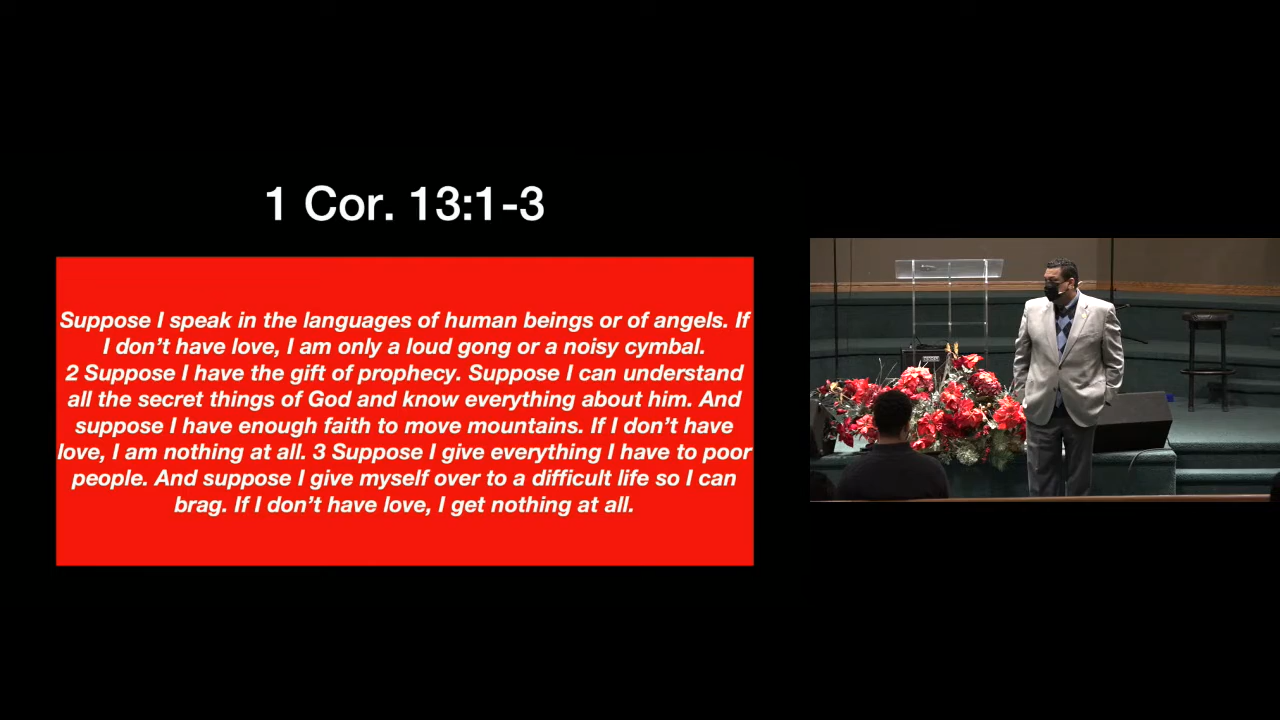 1 Cor. 13:1-3
Suppose I speak in the languages of human beings or of angels. If
I don’t have love, I am only a loud gong or a noisy cymbal.
2 Suppose I have the gift of prophecy. Suppose I can understand
all the secret things of God and know everything about him. And
suppose I have enough faith to move mountains. If I don’t have
love, I am nothing at all. 3 Suppose I give everything I have to poor
people. And suppose I give myself over to a difficult life so I can
brag. If I don’t have love, I get nothing at all.